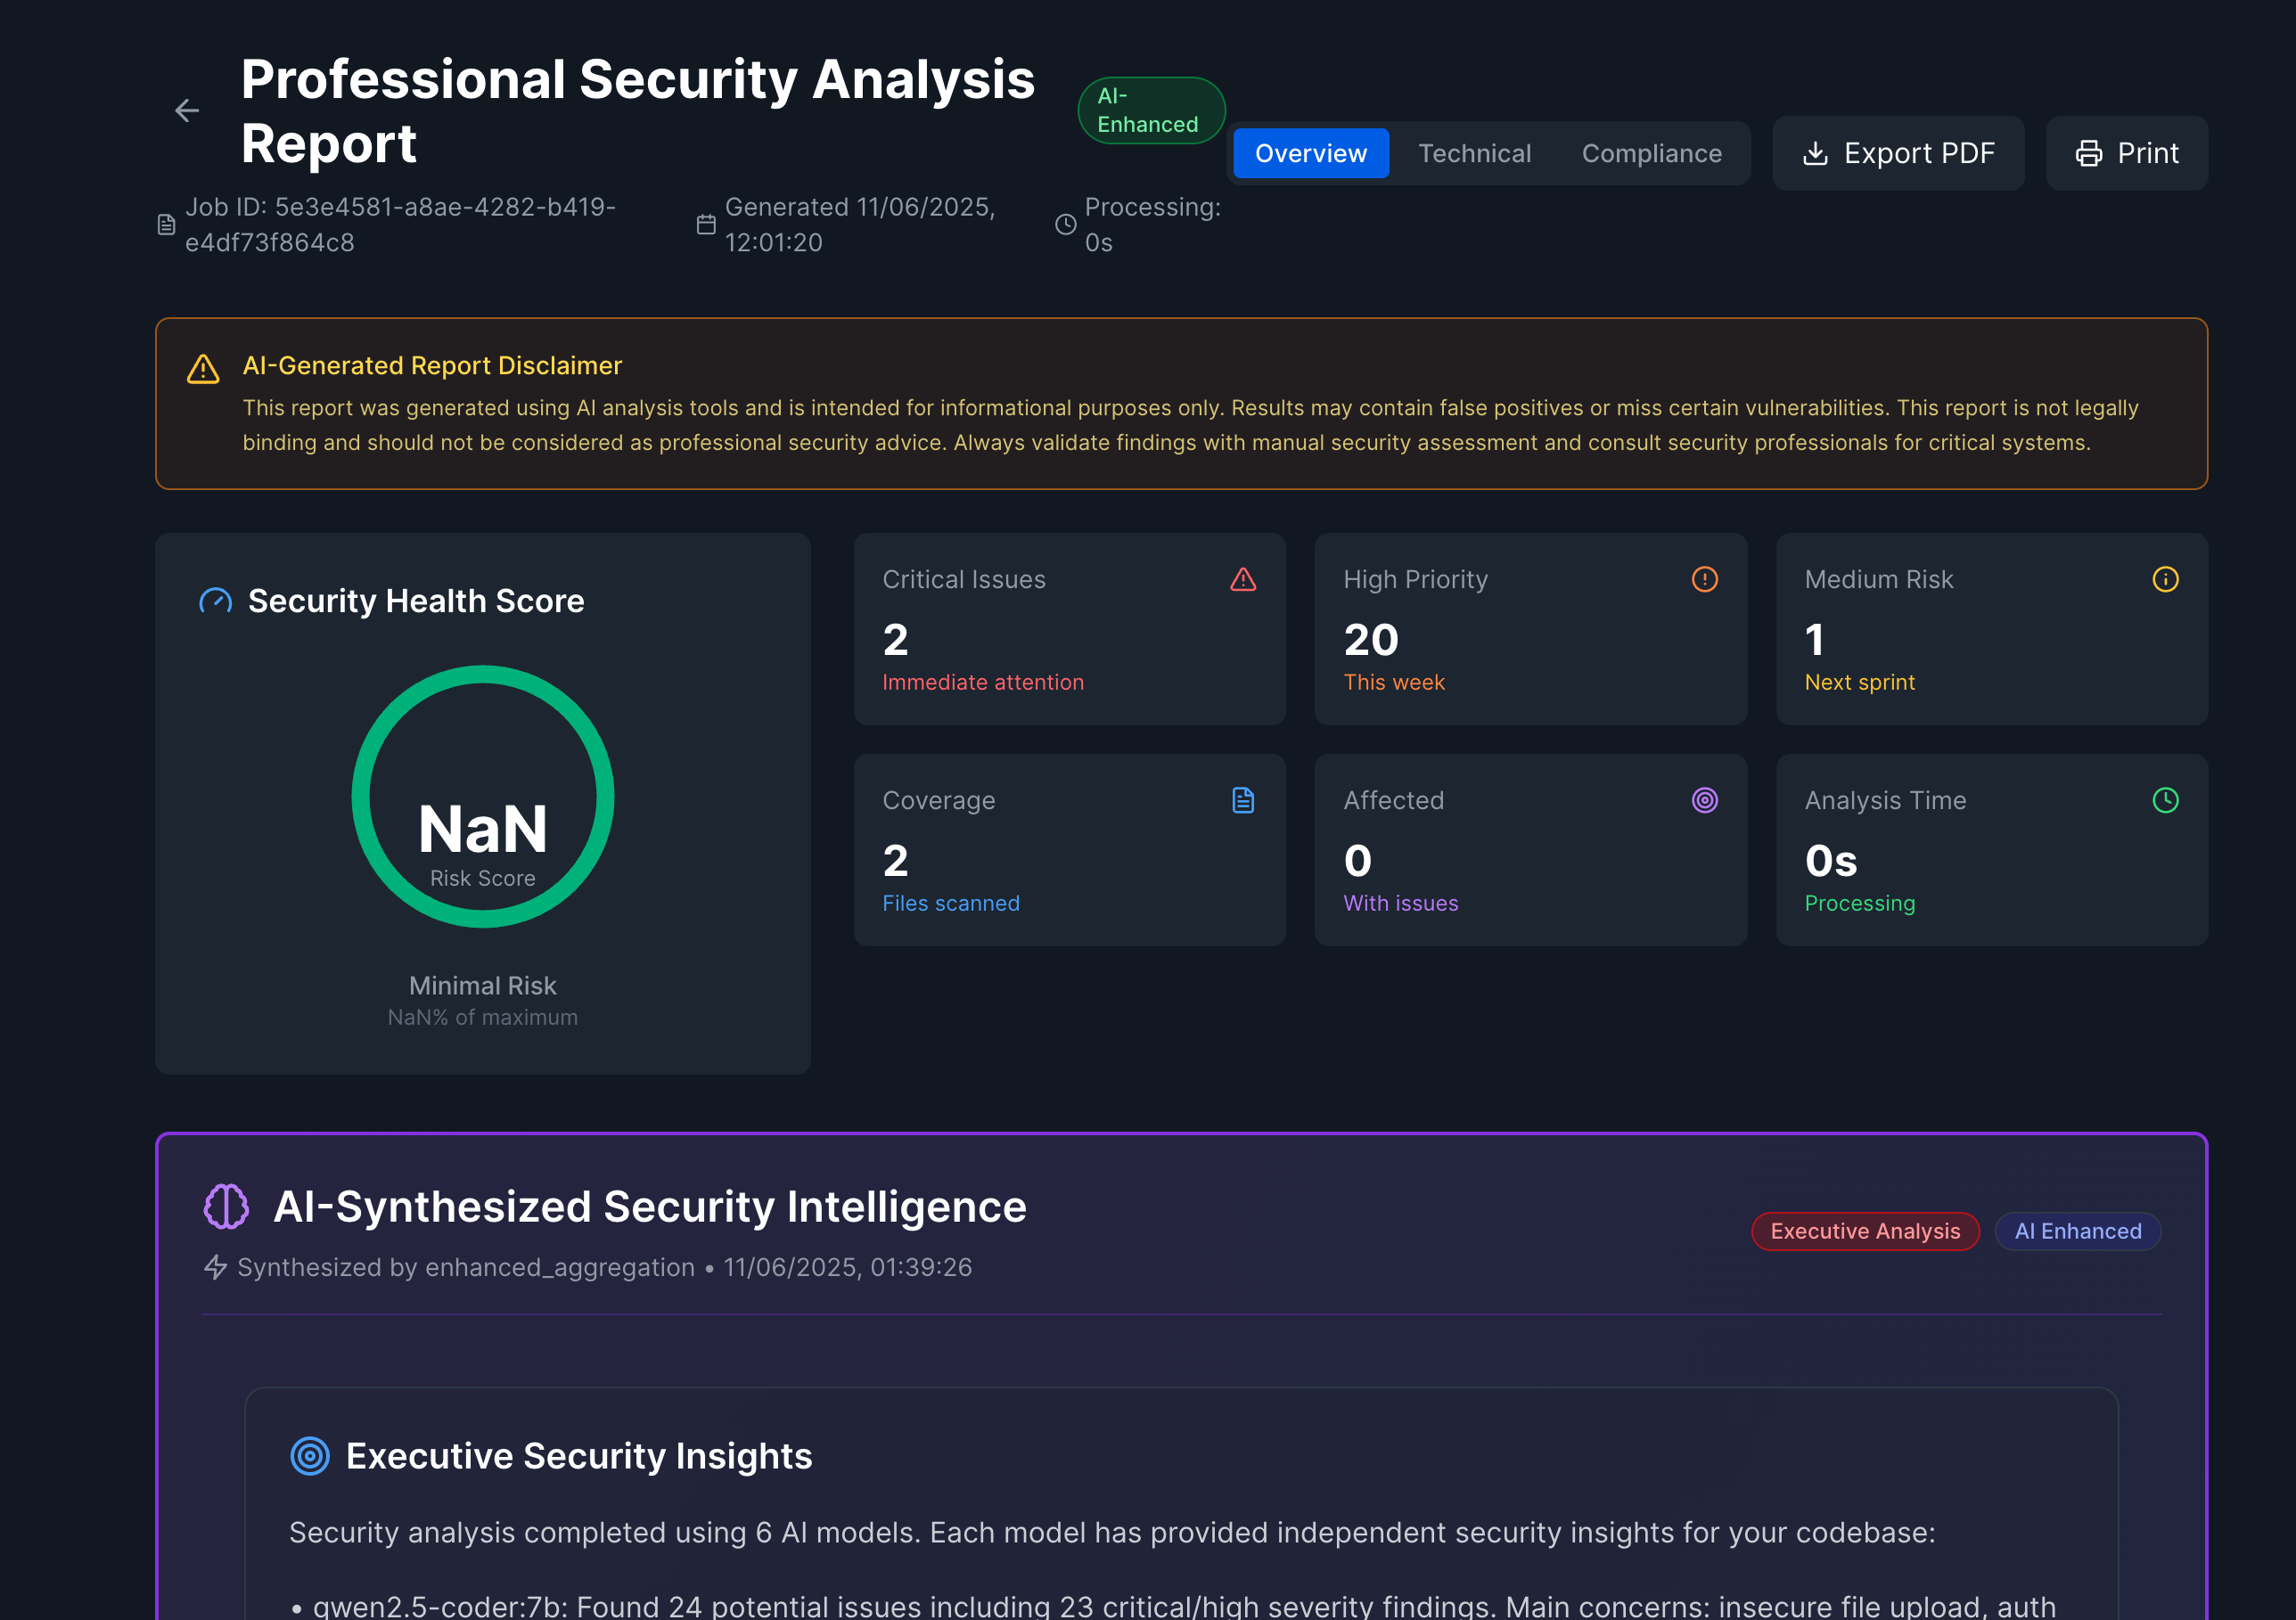 Professional Security Analysis
Report
AI-
Enhanced
Overview
Technical
Compliance
Export PDF
Print
Job ID: 5e3e4581-a8ae-4282-b419-
e4df73f864c8
Generated 11/06/2025,
12:01:20
Processing:
0s
AI-Generated Report Disclaimer
This report was generated using AI analysis tools and is intended for informational purposes only. Results may contain false positives or miss certain vulnerabilities. This report is not legally
binding and should not be considered as professional security advice. Always validate findings with manual security assessment and consult security professionals for critical systems.
Security Health Score
NaN
Risk Score
Minimal Risk
NaN% of maximum
Critical Issues
2
Immediate attention
High Priority
20
This week
Medium Risk
1
Next sprint
Coverage
2
Files scanned
Affected
0
With issues
Analysis Time
0s
Processing
AI-Synthesized Security Intelligence
Synthesized by enhanced_aggregation • 11/06/2025, 01:39:26
Executive Analysis
AI Enhanced
Executive Security Insights
Security analysis completed using 6 AI models. Each model has provided independent security insights for your codebase:
• qwen2.5-coder:7b: Found 24 potential issues including 23 critical/high severity findings. Main concerns: insecure file upload, auth